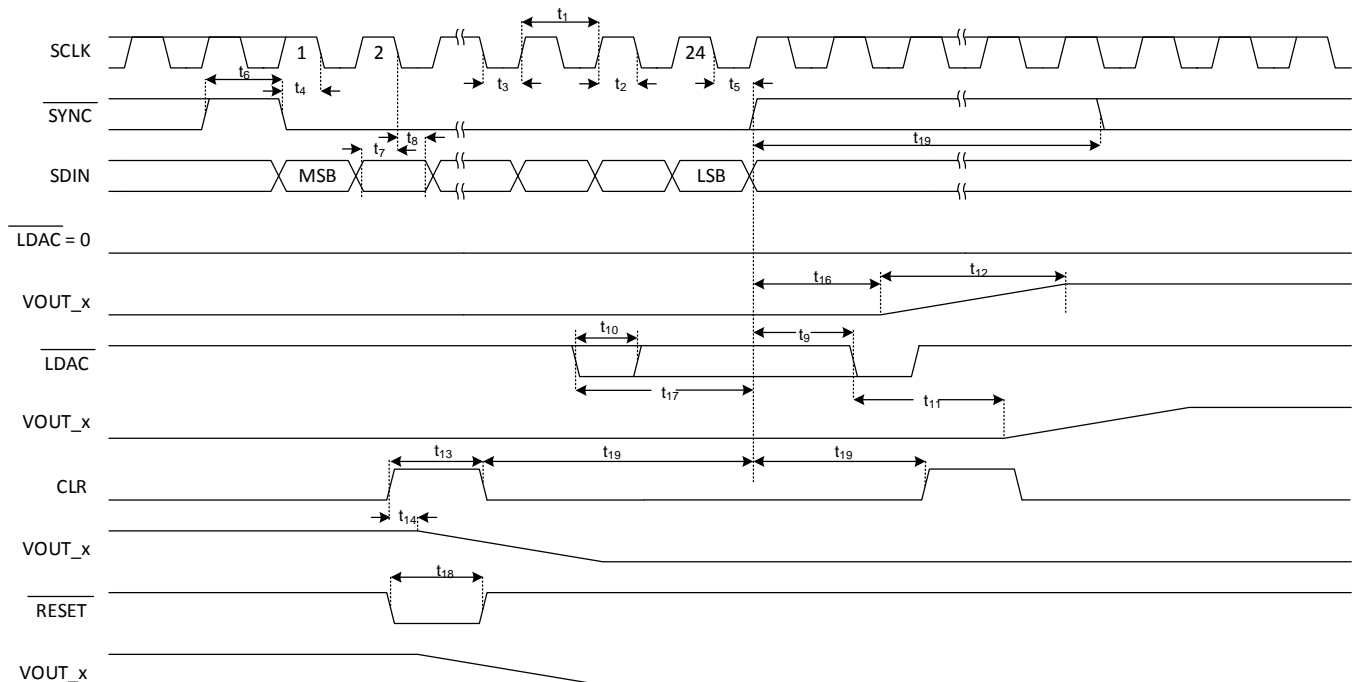 t1
SCLK
1
2
24
t6
t4
t3
t2
t5
SYNC
t8
t19
t7
SDIN
MSB
LSB
LDAC = 0
t16
t12
VOUT_x
t10
t9
LDAC
t17
t11
VOUT_x
t13
t19
t19
CLR
t14
VOUT_x
t18
RESET
VOUT_x